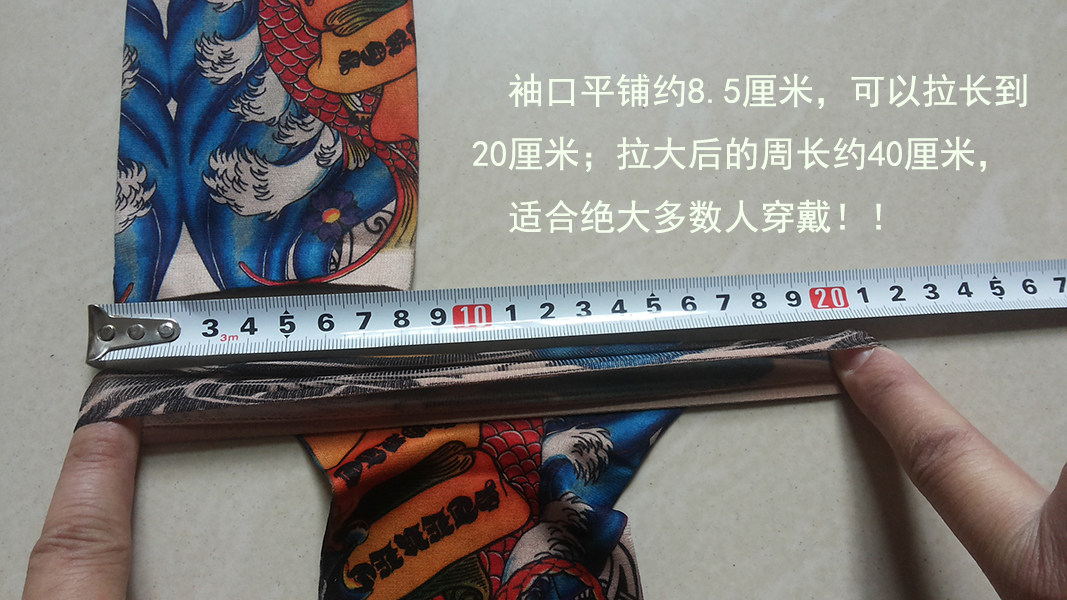 袖口平铺约8.5厘米，可以拉长到
20厘米；拉大后的周长约40厘米，
适合绝大多数人穿戴！！
3 4 5 6 7 8 9 10 1 2 3 4 5 6 7 8 9 20 1 2 3 4 5 6 7
3m